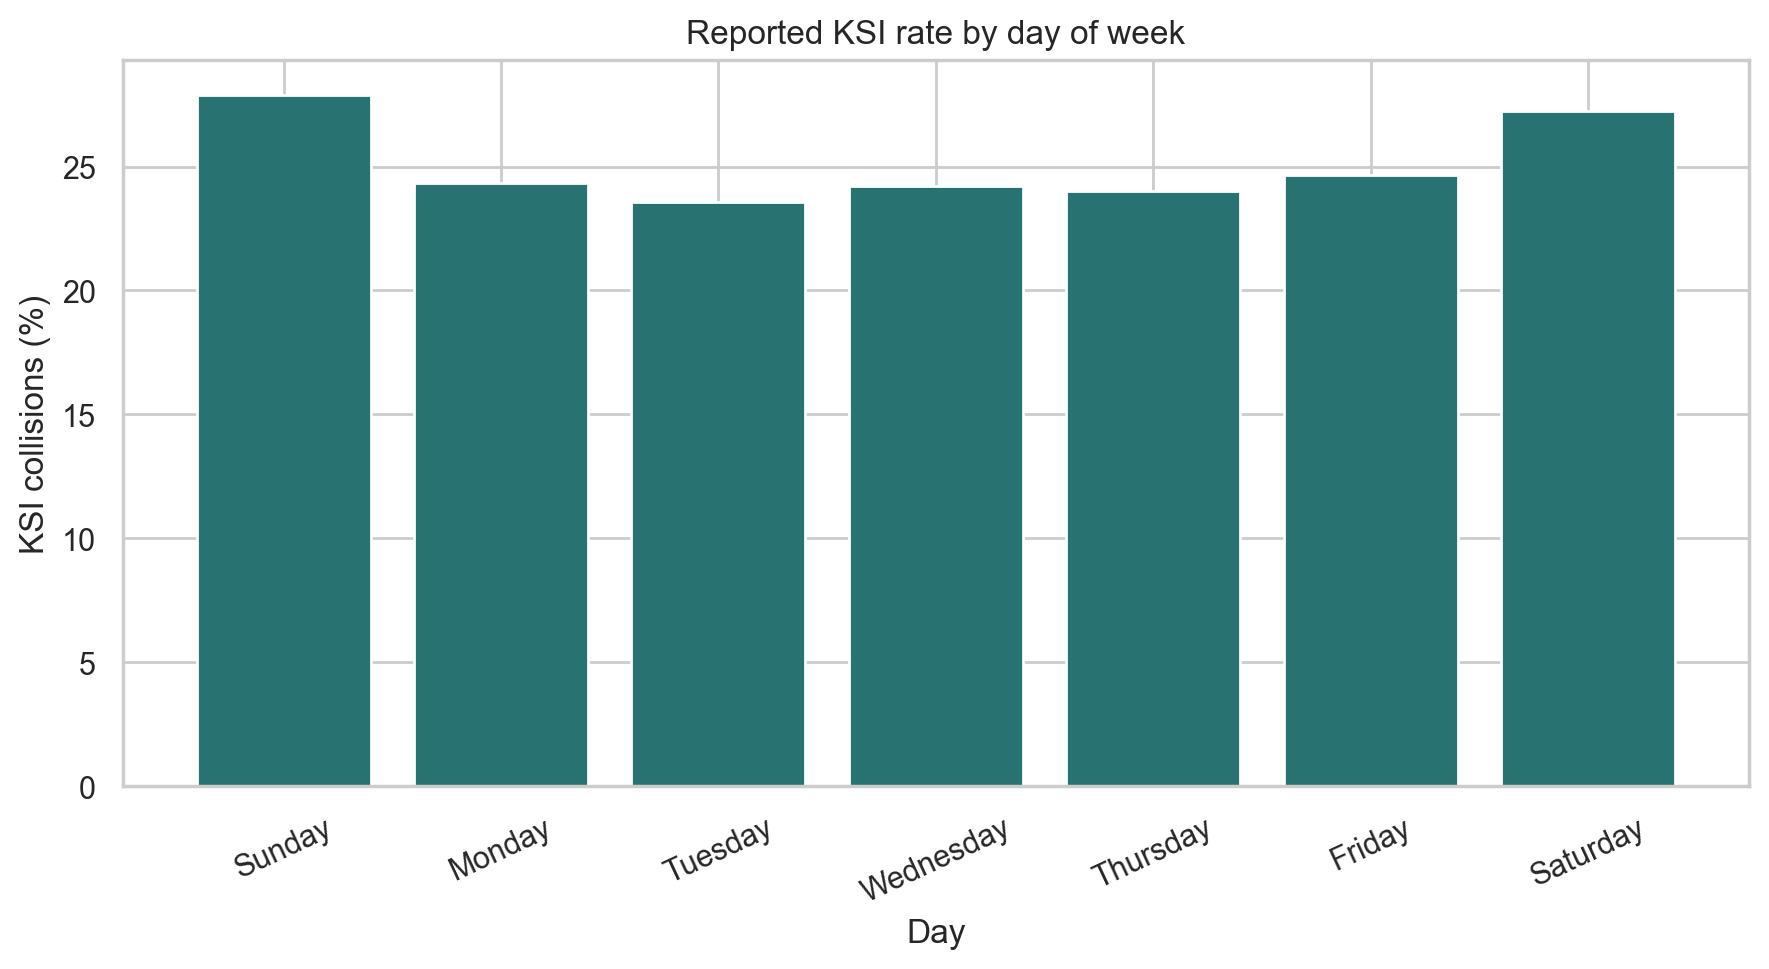 Reported KSI rate by day of week
KSI collisions (%)
25
20
15
10
5
0
Sunday
Monday
Tuesday
Wednesday
Thursday
Friday
Saturday
Day